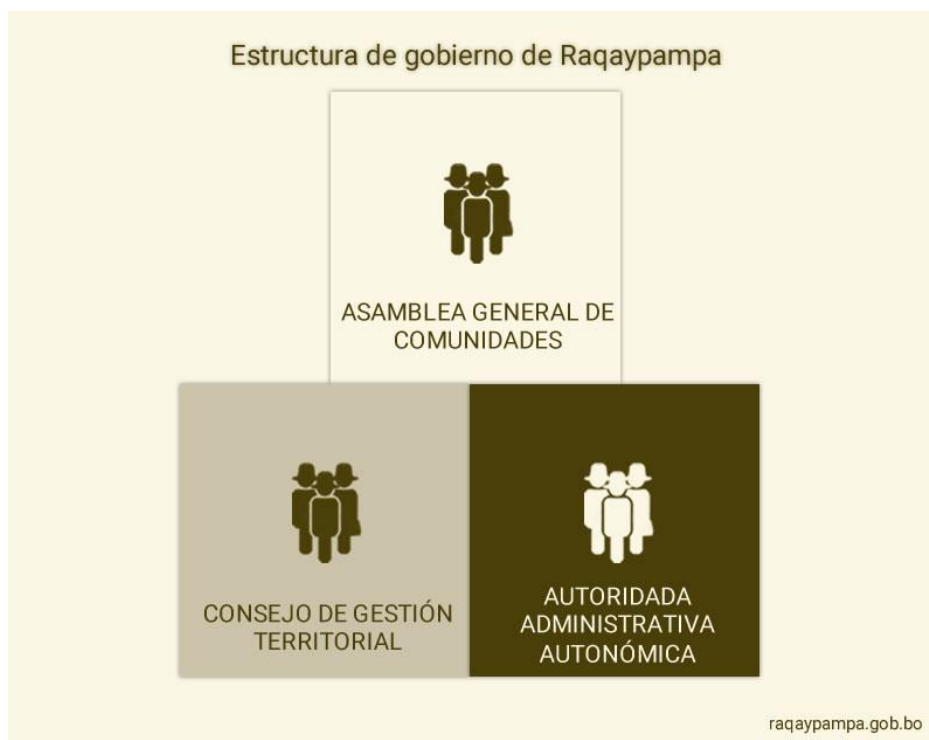 Estructura de gobierno de Raqaypampa
ASAMBLEA GENERAL DE
COMUNIDADES
CONSEJO DE GESTIÓN
TERRITORIAL
AUTORIDADA
ADMINISTRATIVA
AUTONÓMICA
raqaypampa.gob.bo